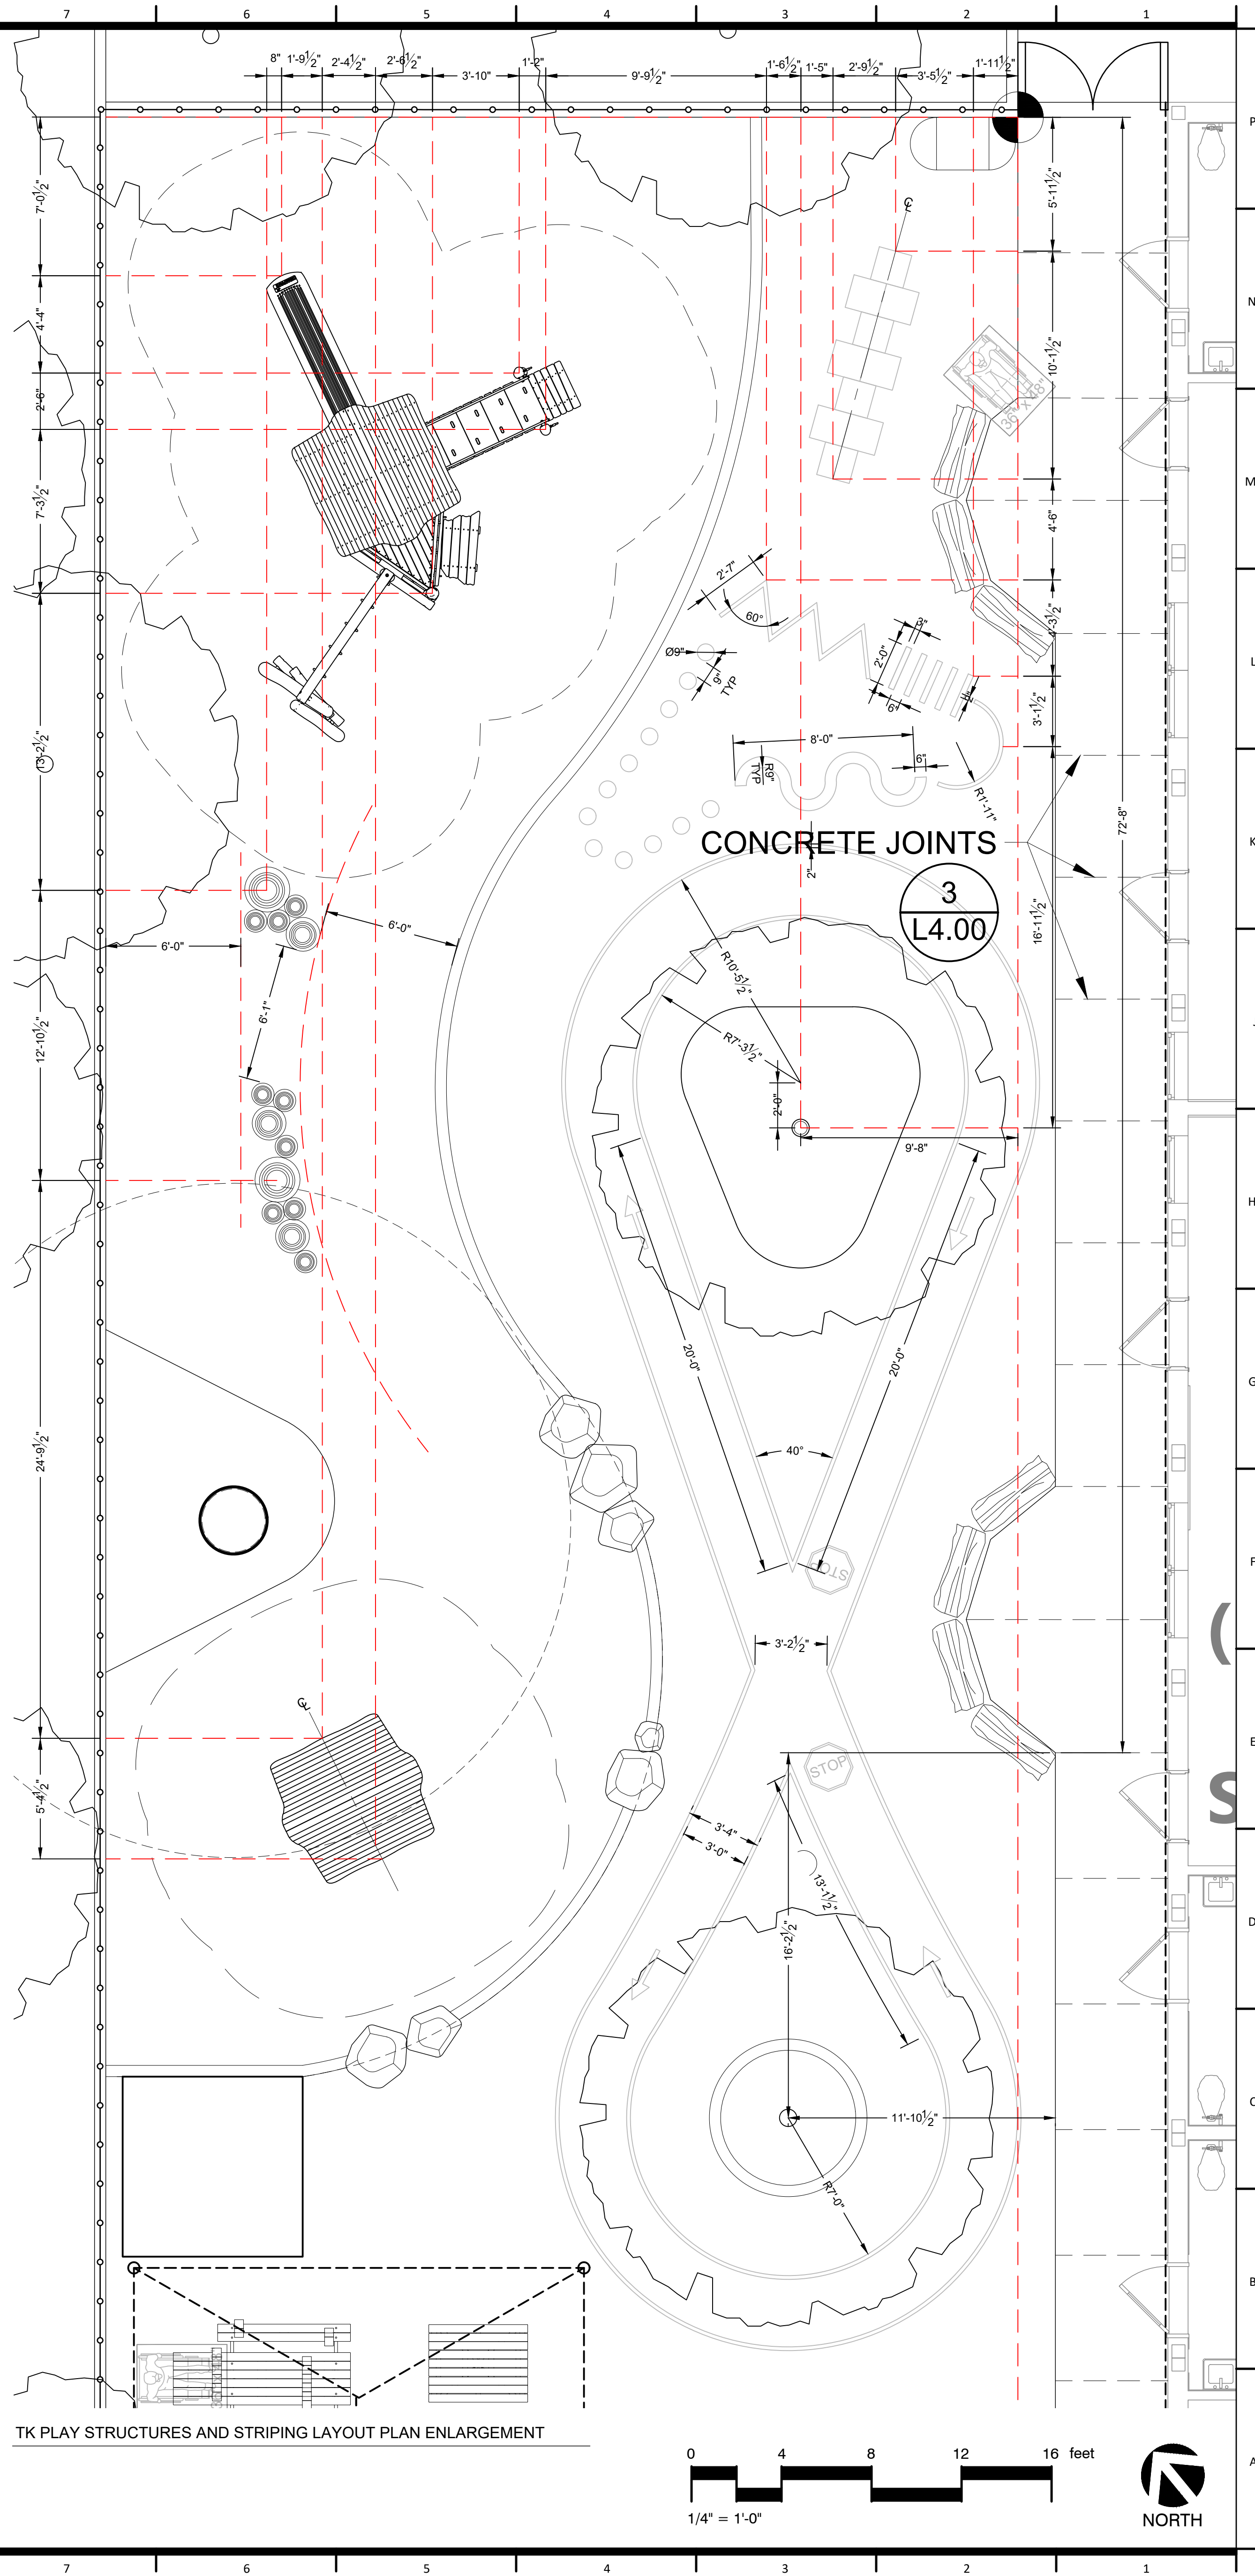 7 6 5 4 3 2 1
8" 1'-9½" 2'-4½" 2'-6½" 3'-10" 1'-2" 9'-9½" 1'-6½" 1'-5" 2'-9½" 3'-5½" 1'-11½"
P
7'-0½"
5'-11½"
℄
N
4'-4"
10'-1½"
2'-6"
36" X 48"
M
7'-3½"
4'-6"
2'-7"
60°
4'-3½"
3"
2'-0"
Ø9"
9"
TYP
6"
2"
L
3'-1½"
8'-0"
6"
R9"
TYP
R1'-11"
13'-2½"
72'-8"
CONCRETE JOINTS
K
2"
3
L4.00
16'-11½"
6'-0"
6'-0"
R10'-5½"
6'-1"
12'-10½"
R7'-3½"
2'-0"
9'-8"
H
20'-0"
20'-0"
G
24'-9½"
40°
STOP
F
(
3'-2½"
℄
E
STOP
S
5'-4½"
3'-4"
3'-0"
13'-1½"
D
16'-2½"
11'-10½"
C
R7'-0"
B
TK PLAY STRUCTURES AND STRIPING LAYOUT PLAN ENLARGEMENT
0 4 8 12 16 feet
A
1/4" = 1'-0"
NORTH
7 6 5 4 3 2 1